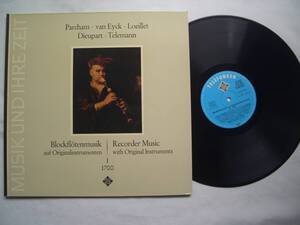 MUSIK UND IHRE ZEIT
Parcham · van Eyck · Loeillet
Dieupart · Telemann
Blockflötenmusik
auf Originalinstrumenten
Recorder Music
with Original Instruments
1
1700
TELEFUNKEN